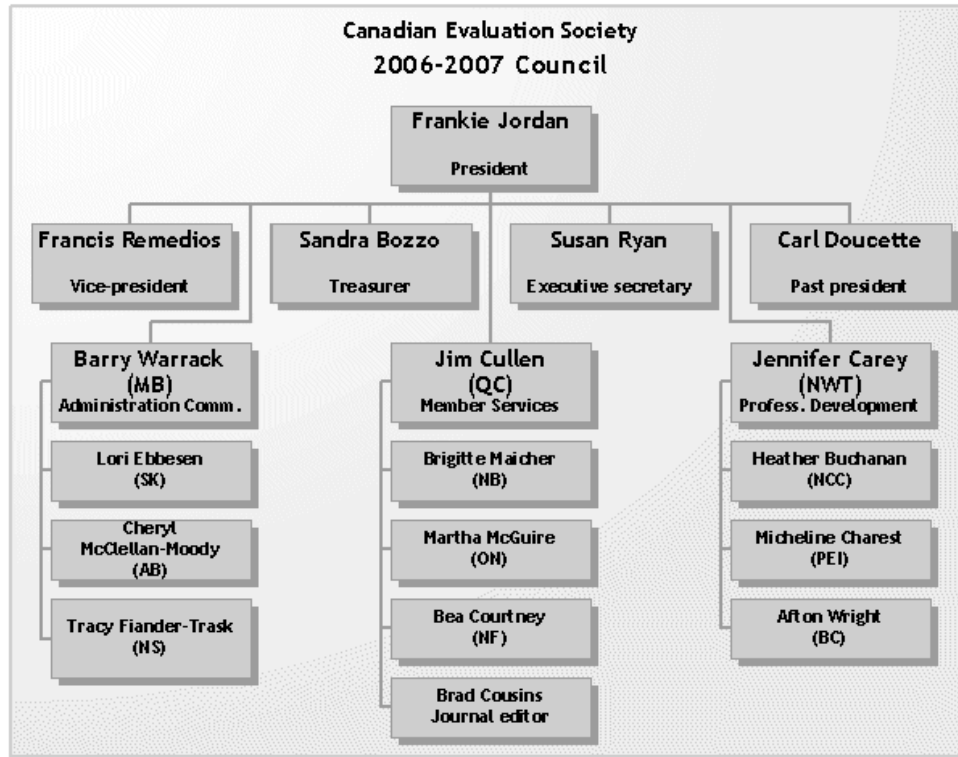 Canadian Evaluation Society
2006-2007 Council
Frankie Jordan
President
Francis Remedios
Vice-president
Sandra Bozzo
Treasurer
Susan Ryan
Executive secretary
Carl Doucette
Past president
Barry Warrack
(MB)
Administration Comm.
Lori Ebbesen
(SK)
Cheryl
McClellan-Moody
(AB)
Tracy Fiander-Trask
(NS)
Jim Cullen
(QC)
Member Services
Brigitte Maicher
(NB)
Martha McGuire
(ON)
Bea Courtney
(NF)
Brad Cousins
Journal editor
Jennifer Carey
(NWT)
Profess. Development
Heather Buchanan
(NCC)
Micheline Charest
(PEI)
Afton Wright
(BC)